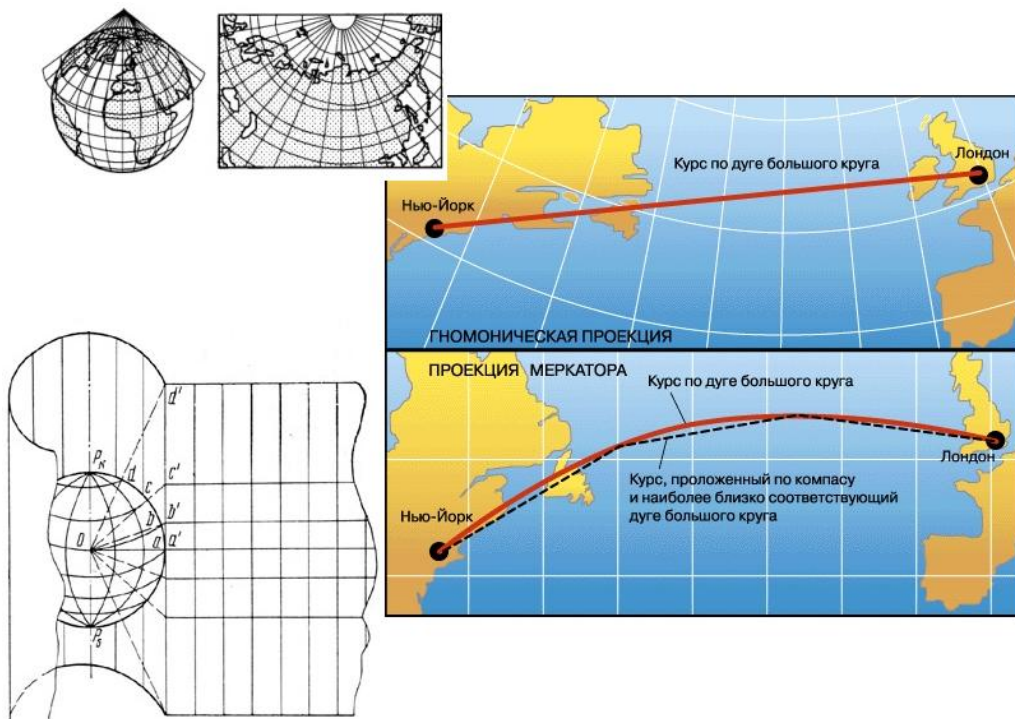 Курс по дуге большого круга
Лондон
Нью-Йорк
ГНОМОНИЧЕСКАЯ ПРОЕКЦИЯ
ПРОЕКЦИЯ МЕРКАТОРА
Курс по дуге большого круга
Лондон
Курс, проложенный по компасу
и наиболее близко соответствующий
дуге большого круга
Нью-Йорк
d'
d
c'
c
b'
b
O
a
a'